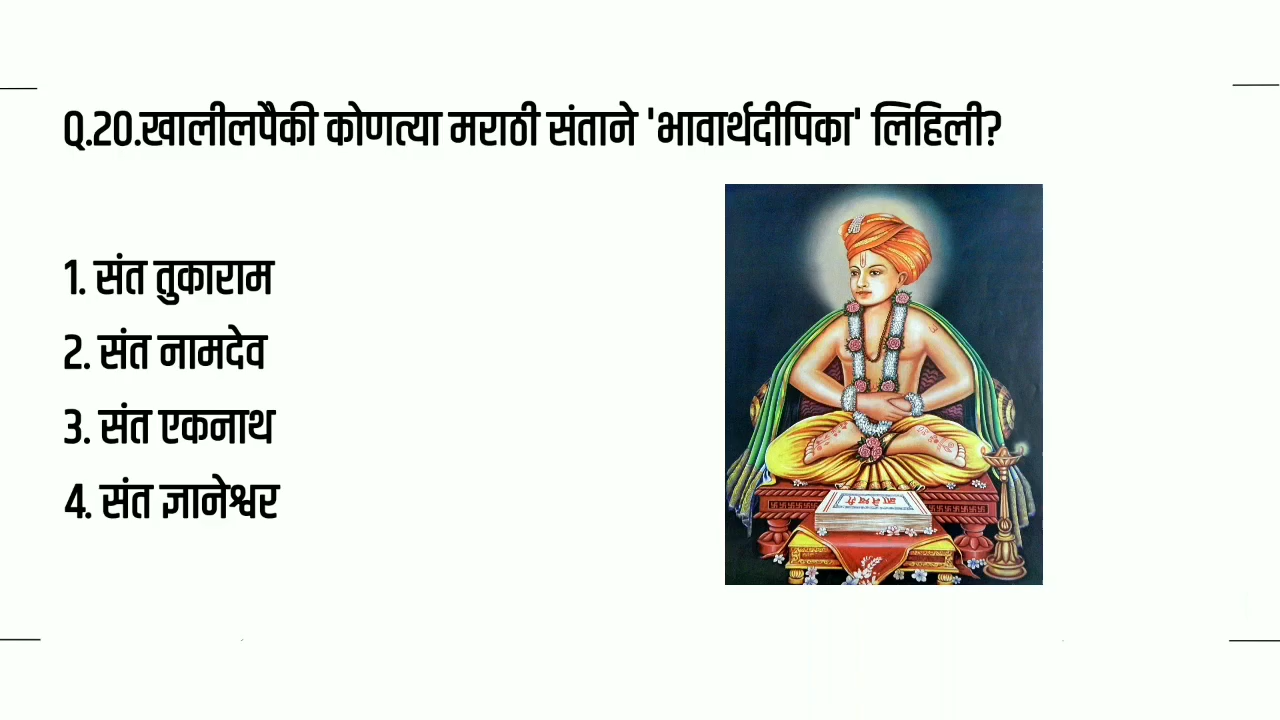 Q.20.खालीलपैकी कोणत्या मराठी संताने 'भावार्थदीपिका' लिहिली?
1. संत तुकाराम
2. संत नामदेव
3. संत एकनाथ
4. संत ज्ञानेश्वर